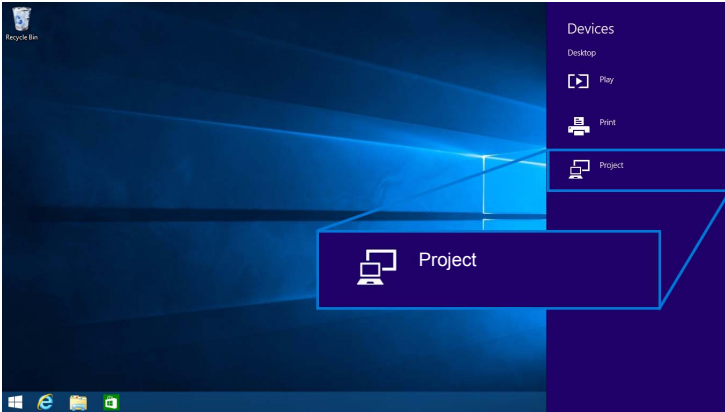 Recycle Bin
Devices
Desktop
Play
Print
Project
Project